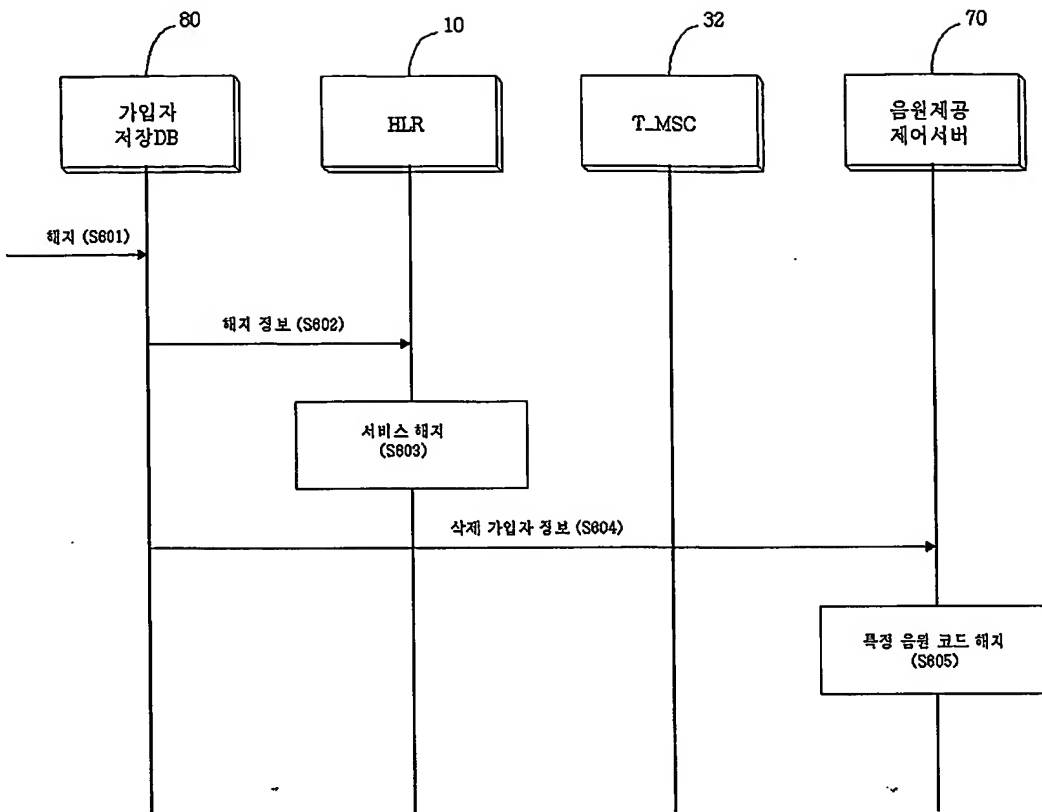 80
10
32
70
가입자
저장DB
HLR
T_MSC
음원제공
제어서버
해지 (S601)
해지 정보 (S602)
서비스 해지
(S603)
삭제 가입자 정보 (S604)
특정 음원 코드 해지
(S605)